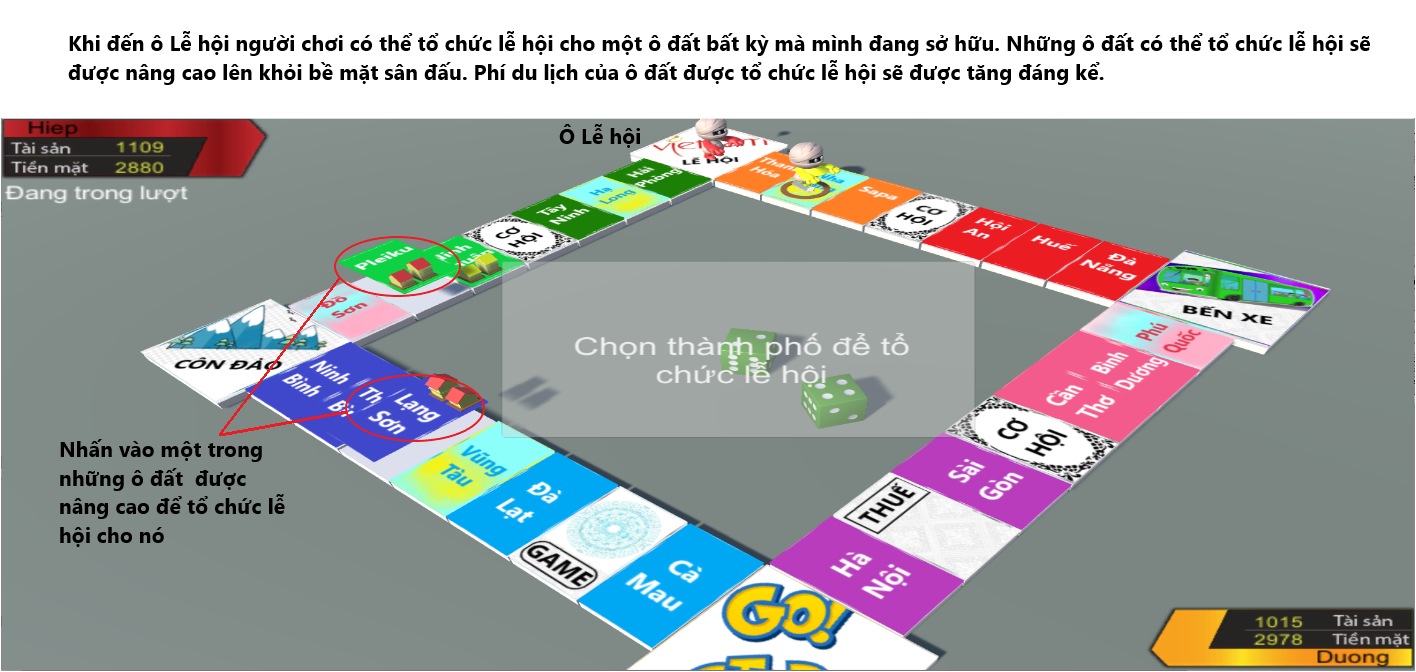 Khi đến ô Lễ hội người chơi có thể tổ chức lễ hội cho một ô đất bất kỳ mà mình đang sở hữu. Những ô đất có thể tổ chức lễ hội sẽ
được nâng cao lên khỏi bề mặt sân đấu. Phí du lịch của ô đất được tổ chức lễ hội sẽ được tăng đáng kể.
Hiep
Tài sản 1109
Tiền mặt 2880
Đang trong lượt
Ô Lễ hội
LỄ HỘI
Thanh
Hóa
Nha
Sapa
CƠ
HỘI
Hội
An
Huế
Đà
Nẵng
BẾN XE
Hải
Phòng
Hạ
Long
Tây
Ninh
CƠ
HỘI
Ninh
Pleiku
Đồ
Sơn
CÔN ĐẢO
Chọn thành phố để tổ
chức lễ hội
Phú
Quốc
Bình
Dương
Cần
Thơ
CƠ
HỘI
Sài
Gòn
THUẾ
Hà
Nội
Ninh
Bình
Lạng
Sơn
Vũng
Tàu
Đà
Lạt
GAME
Cà
Mau
GO!
Nhấn vào một trong
những ô đất được
nâng cao để tổ chức lễ
hội cho nó
1015 Tài sản
2978 Tiền mặt
Duong